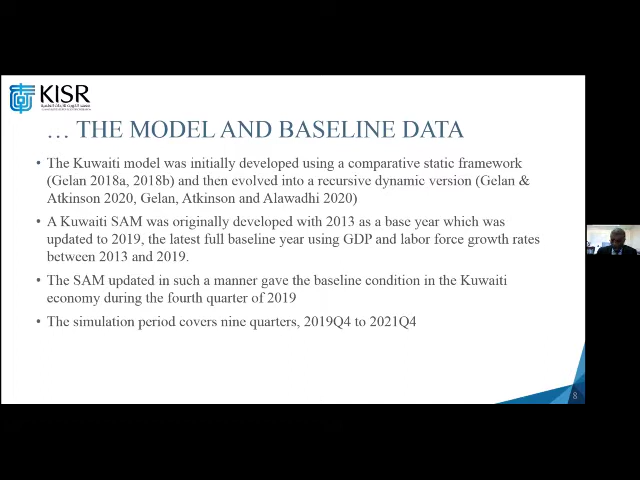 KISR
… THE MODEL AND BASELINE DATA
• The Kuwaiti model was initially developed using a comparative static framework
(Gelan 2018a, 2018b) and then evolved into a recursive dynamic version (Gelan &
Atkinson 2020, Gelan, Atkinson and Alawadhi 2020)
• A Kuwaiti SAM was originally developed with 2013 as a base year which was
updated to 2019, the latest full baseline year using GDP and labor force growth rates
between 2013 and 2019.
• The SAM updated in such a manner gave the baseline condition in the Kuwaiti
economy during the fourth quarter of 2019
• The simulation period covers nine quarters, 2019Q4 to 2021Q4
8